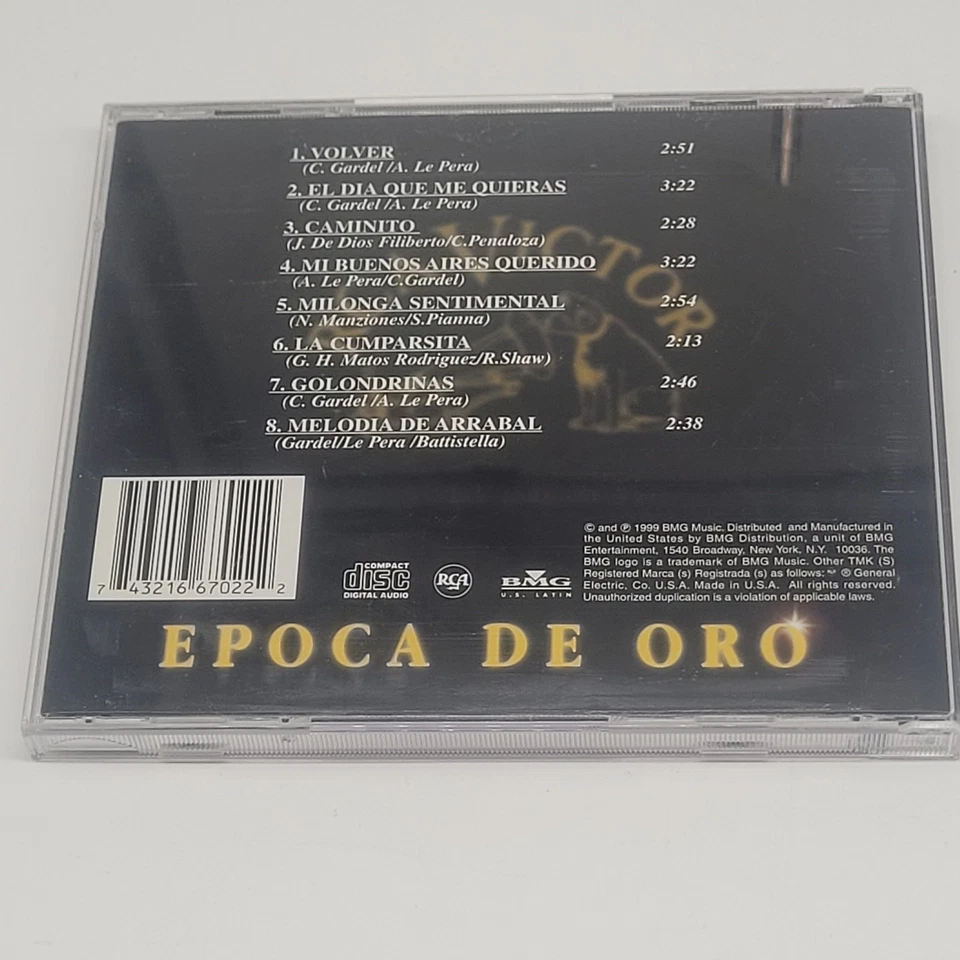 1. VOLVER 2:51
(C. Gardel /A. Le Pera)
2. EL DIA QUE ME QUIERAS 3:22
(C. Gardel /A. Le Pera)
3. CAMINITO 2:28
(J. De Dios Filiberto/C.Penaloza)
4. MI BUENOS AIRES QUERIDO 3:22
(A. Le Pera/C.Gardel)
5. MILONGA SENTIMENTAL 2:54
(N. Manziones/S.Pianna)
6. LA CUMPARSITA 2:13
(G. H. Matos Rodriguez/R.Shaw)
7. GOLONDRINAS 2:46
(C. Gardel /A. Le Pera)
8. MELODIA DE ARRABAL 2:38
(Gardel/Le Pera /Battistella)
VICTOR
7 43216 67022 2
COMPACT
disc
DIGITAL AUDIO
RCA
BMG
U.S. LATIN
© and ℗ 1999 BMG Music. Distributed and Manufactured in
the United States by BMG Distribution, a unit of BMG
Entertainment, 1540 Broadway, New York, N.Y. 10036. The
BMG logo is a trademark of BMG Music. Other TMK (S)
Registered Marca (s) Registrada (s) as follows: ® General
Electric, Co. U.S.A. Made in U.S.A. All rights reserved.
Unauthorized duplication is a violation of applicable laws.
EPOCA DE ORO